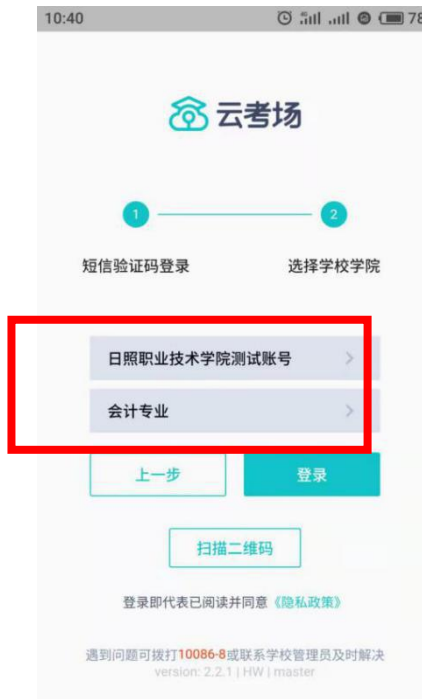 10:40
78
云考场
1 2
短信验证码登录 选择学校学院
日照职业技术学院测试账号
会计专业
上一步 登录
扫描二维码
登录即代表已阅读并同意《隐私政策》
遇到问题可拨打10086-8或联系学校管理员及时解决
version: 2.2.1 | HW | master